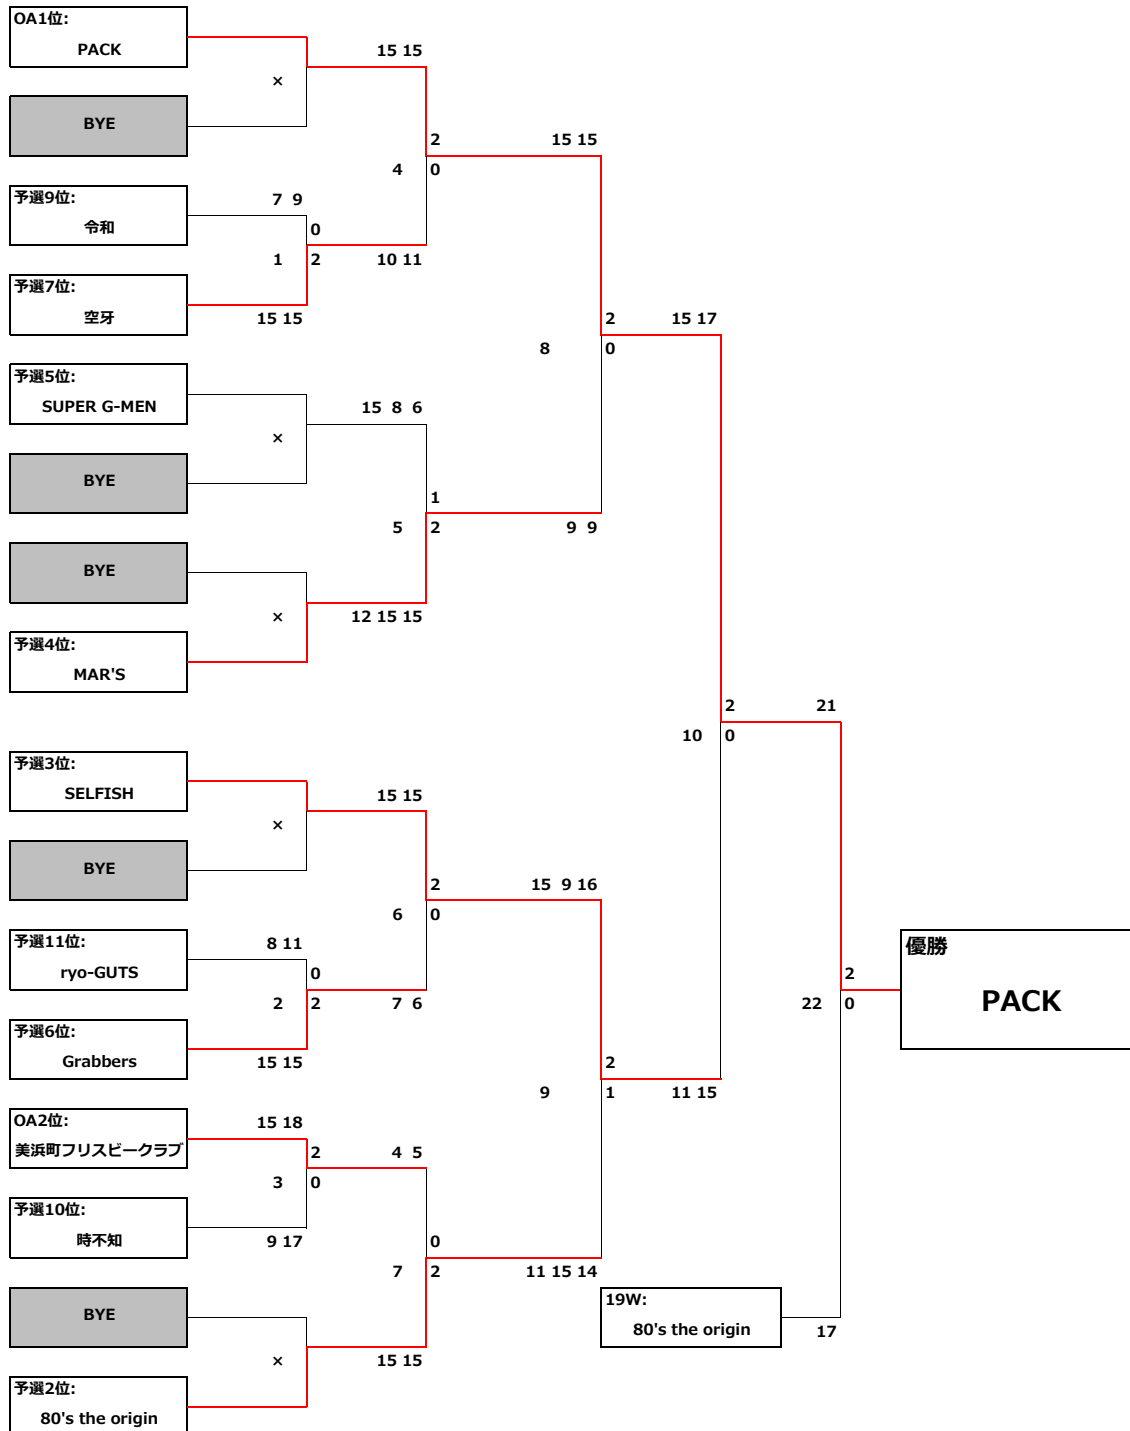 OA1位:
PACK
15 15
×
BYE
2
15 15
4
0
予選9位:
7 9
令和
0
1
2
10 11
予選7位:
空牙
15 15
2
15 17
8
0
予選5位:
SUPER G-MEN
15 8 6
×
BYE
1
5
2
9 9
BYE
×
12 15 15
予選4位:
MAR'S
2
21
10
0
予選3位:
SELFISH
15 15
×
BYE
2
15 9 16
6
0
予選11位:
8 11
ryo-GUTS
0
2
2
7 6
予選6位:
Grabbers
15 15
優勝
PACK
2
22
0
2
9
1
11 15
OA2位:
15 18
美浜町フリスビークラブ
2
4 5
3
0
予選10位:
時不知
9 17
0
7
2
11 15 14
BYE
19W:
80's the origin
17
×
15 15
予選2位:
80's the origin